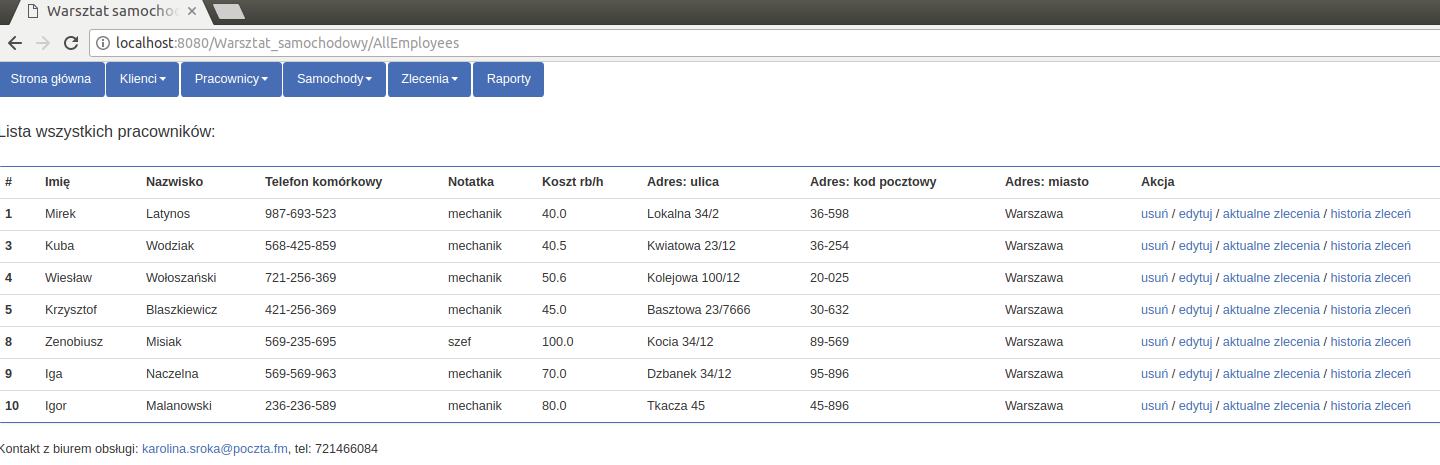 Warsztat samochod
localhost:8080/Warsztat_samochodowy/AllEmployees
Strona główna Klienci Pracownicy Samochody Zlecenia Raporty
Lista wszystkich pracowników:
# Imię Nazwisko Telefon komórkowy Notatka Koszt rb/h Adres: ulica Adres: kod pocztowy Adres: miasto Akcja
1 Mirek Latynos 987-693-523 mechanik 40.0 Lokalna 34/2 36-598 Warszawa usuń / edytuj / aktualne zlecenia / historia zleceń
3 Kuba Wodziak 568-425-859 mechanik 40.5 Kwiatowa 23/12 36-254 Warszawa usuń / edytuj / aktualne zlecenia / historia zleceń
4 Wiesław Wołoszański 721-256-369 mechanik 50.6 Kolejowa 100/12 20-025 Warszawa usuń / edytuj / aktualne zlecenia / historia zleceń
5 Krzysztof Blaszkiewicz 421-256-369 mechanik 45.0 Basztowa 23/7666 30-632 Warszawa usuń / edytuj / aktualne zlecenia / historia zleceń
8 Zenobiusz Misiak 569-235-695 szef 100.0 Kocia 34/12 89-569 Warszawa usuń / edytuj / aktualne zlecenia / historia zleceń
9 Iga Naczelna 569-569-963 mechanik 70.0 Dzbanek 34/12 95-896 Warszawa usuń / edytuj / aktualne zlecenia / historia zleceń
10 Igor Malanowski 236-236-589 mechanik 80.0 Tkacza 45 45-896 Warszawa usuń / edytuj / aktualne zlecenia / historia zleceń
Kontakt z biurem obsługi: karolina.sroka@poczta.fm, tel: 721466084